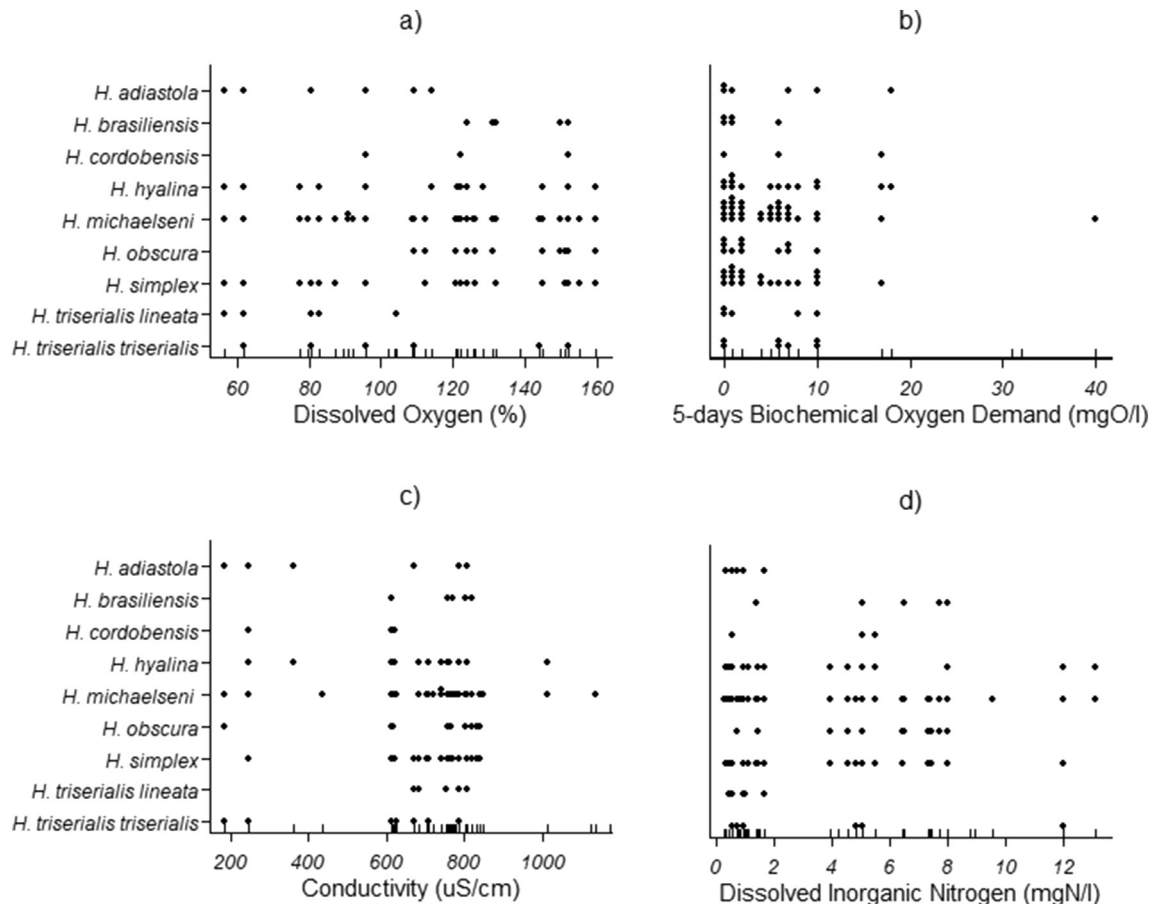 a)
H. adiastola
H. brasiliensis
H. cordobensis
H. hyalina
H. michaelseni
H. obscura
H. simplex
H. triserialis lineata
H. triserialis triserialis
60 80 100 120 140 160
Dissolved Oxygen (%)
b)
0 10 20 30 40
5-days Biochemical Oxygen Demand (mgO/l)
c)
H. adiastola
H. brasiliensis
H. cordobensis
H. hyalina
H. michaelseni
H. obscura
H. simplex
H. triserialis lineata
H. triserialis triserialis
200 400 600 800 1000
Conductivity (uS/cm)
d)
0 2 4 6 8 10 12
Dissolved Inorganic Nitrogen (mgN/l)